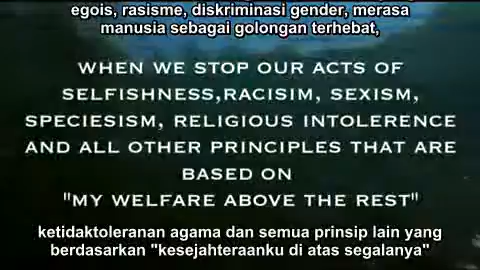 egois, rasisme, diskriminasi gender, merasa
manusia sebagai golongan terhebat,
WHEN WE STOP OUR ACTS OF
SELFISHNESS,RACISIM, SEXISM,
SPECIESISM, RELIGIOUS INTOLERENCE
AND ALL OTHER PRINCIPLES THAT ARE
BASED ON
"MY WELFARE ABOVE THE REST"
ketidaktoleranan agama dan semua prinsip lain yang
berdasarkan "kesejahteraanku di atas segalanya"